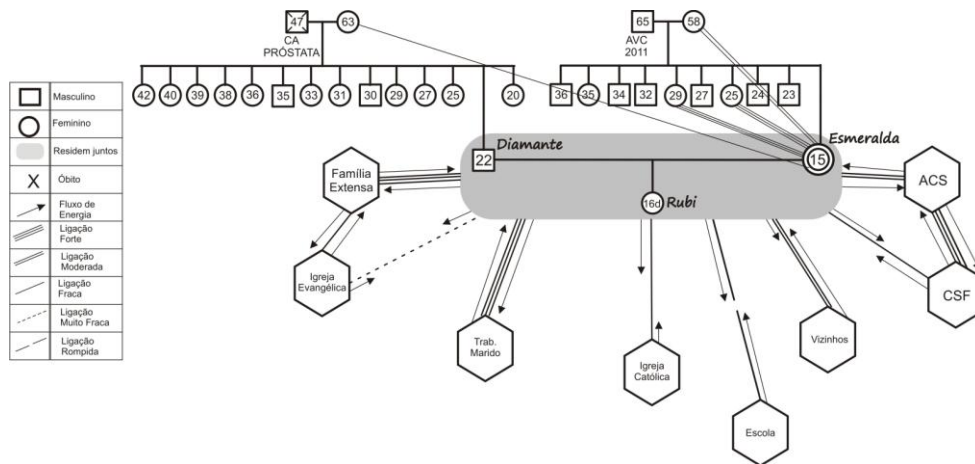 47
63
CA
PRÓSTATA
65
58
AVC
2011
42
40
39
38
36
35
33
31
30
29
27
25
20
36
35
34
32
29
27
25
24
23
Masculino
Feminino
Residem juntos
X
Óbito
Fluxo de
Energia
Ligação
Forte
Ligação
Moderada
Ligação
Fraca
Ligação
Muito Fraca
Ligação
Rompida
Diamante
22
Esmeralda
15
16d
Rubi
Família
Extensa
Igreja
Evangélica
Trab.
Marido
Igreja
Católica
Escola
Vizinhos
ACS
CSF